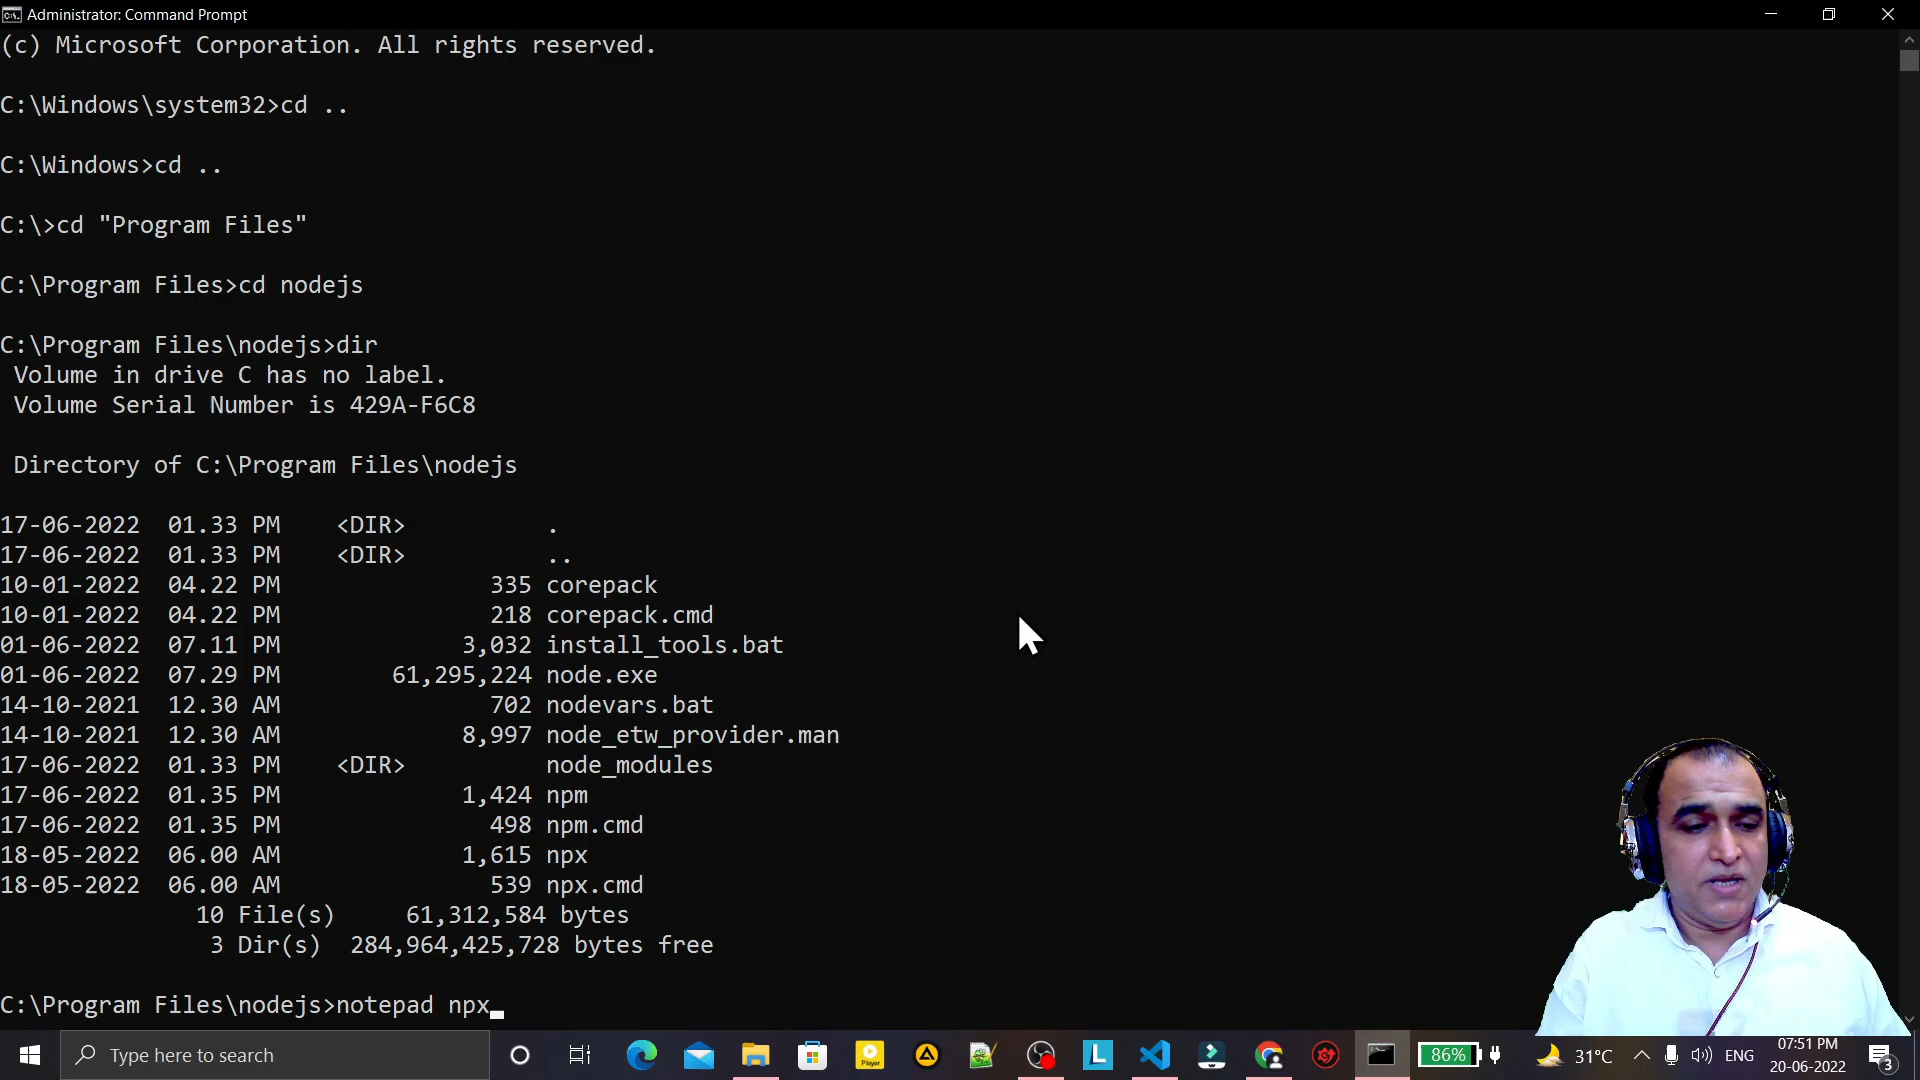 Administrator: Command Prompt
(c) Microsoft Corporation. All rights reserved.
C:\Windows\system32>cd ..
C:\Windows>cd ..
C:\>cd "Program Files"
C:\Program Files>cd nodejs
C:\Program Files\nodejs>dir
Volume in drive C has no label.
Volume Serial Number is 429A-F6C8
Directory of C:\Program Files\nodejs
17-06-2022  01.33 PM    <DIR>          .
17-06-2022  01.33 PM    <DIR>          ..
10-01-2022  04.22 PM               335 corepack
10-01-2022  04.22 PM               218 corepack.cmd
01-06-2022  07.11 PM             3,032 install_tools.bat
01-06-2022  07.29 PM        61,295,224 node.exe
14-10-2021  12.30 AM               702 nodevars.bat
14-10-2021  12.30 AM             8,997 node_etw_provider.man
17-06-2022  01.33 PM    <DIR>          node_modules
17-06-2022  01.35 PM             1,424 npm
17-06-2022  01.35 PM               498 npm.cmd
18-05-2022  06.00 AM             1,615 npx
18-05-2022  06.00 AM               539 npx.cmd
10 File(s)     61,312,584 bytes
3 Dir(s)  284,964,425,728 bytes free
C:\Program Files\nodejs>notepad npx
Type here to search
Player
L
86%
31°C
ENG
07:51 PM
20-06-2022
3